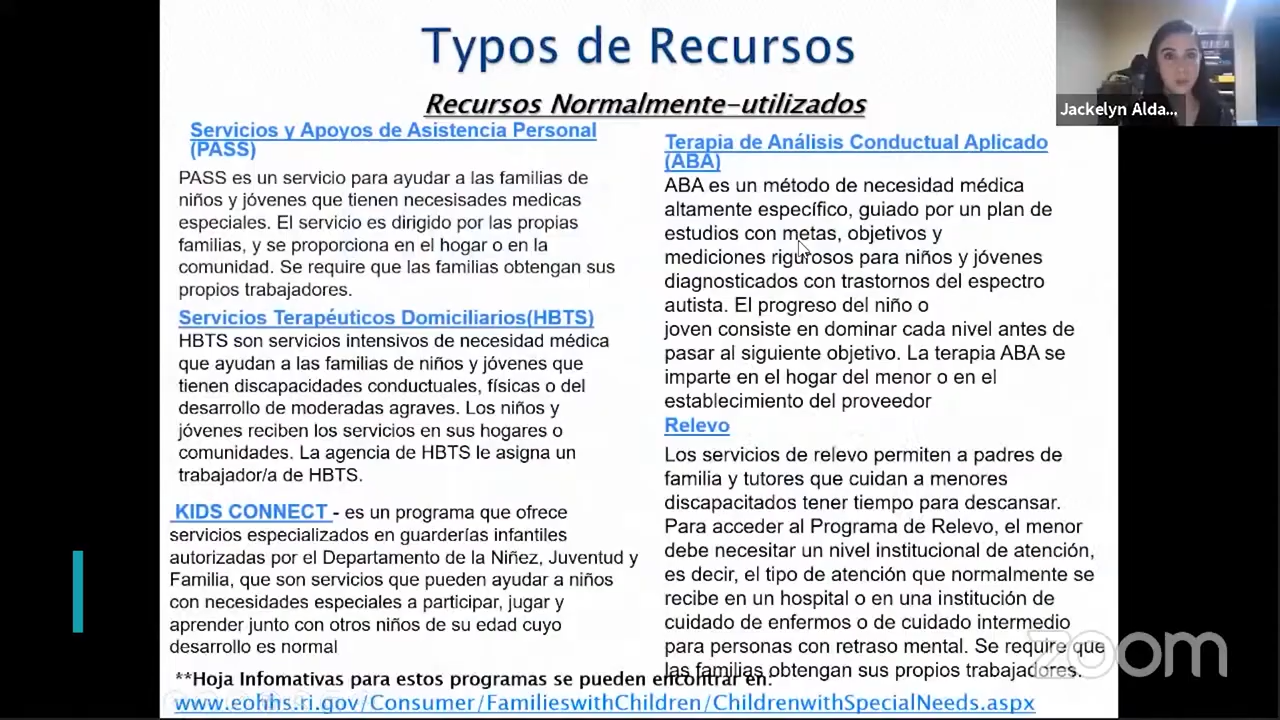 Typos de Recursos
Recursos Normalmente-utilizados
Servicios y Apoyos de Asistencia Personal
(PASS)
PASS es un servicio para ayudar a las familias de
niños y jóvenes que tienen necesisades medicas
especiales. El servicio es dirigido por las propias
familias, y se proporciona en el hogar o en la
comunidad. Se require que las familias obtengan sus
propios trabajadores.
Servicios Terapéuticos Domiciliarios(HBTS)
HBTS son servicios intensivos de necesidad médica
que ayudan a las familias de niños y jóvenes que
tienen discapacidades conductuales, físicas o del
desarrollo de moderadas agraves. Los niños y
jóvenes reciben los servicios en sus hogares o
comunidades. La agencia de HBTS le asigna un
trabajador/a de HBTS.
KIDS CONNECT - es un programa que ofrece
servicios especializados en guarderías infantiles
autorizadas por el Departamento de la Niñez, Juventud y
Familia, que son servicios que pueden ayudar a niños
con necesidades especiales a participar, jugar y
aprender junto con otros niños de su edad cuyo
desarrollo es normal
Terapia de Análisis Conductual Aplicado
(ABA)
ABA es un método de necesidad médica
altamente específico, guiado por un plan de
estudios con metas, objetivos y
mediciones rigurosos para niños y jóvenes
diagnosticados con trastornos del espectro
autista. El progreso del niño o
joven consiste en dominar cada nivel antes de
pasar al siguiente objetivo. La terapia ABA se
imparte en el hogar del menor o en el
establecimiento del proveedor
Relevo
Los servicios de relevo permiten a padres de
familia y tutores que cuidan a menores
discapacitados tener tiempo para descansar.
Para acceder al Programa de Relevo, el menor
debe necesitar un nivel institucional de atención,
es decir, el tipo de atención que normalmente se
recibe en un hospital o en una institución de
cuidado de enfermos o de cuidado intermedio
para personas con retraso mental. Se require que
las familias obtengan sus propios trabajadores.
**Hoja Infomativas para estos programas se pueden encontrar en:
www.eohhs.ri.gov/Consumer/FamilieswithChildren/ChildrenwithSpecialNeeds.aspx
Jackelyn Alda...
zoom